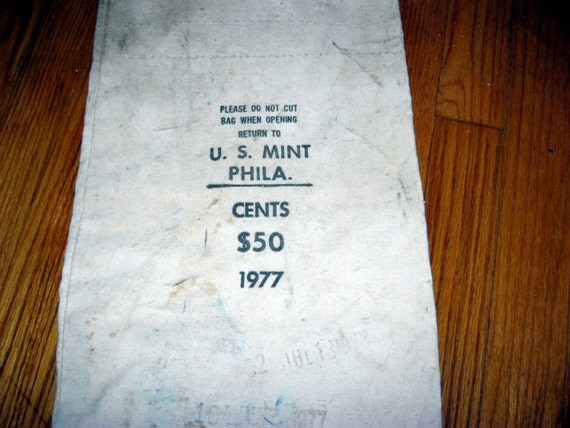 PLEASE DO NOT CUT
BAG WHEN OPENING
RETURN TO
U. S. MINT
PHILA.
CENTS
$50
1977